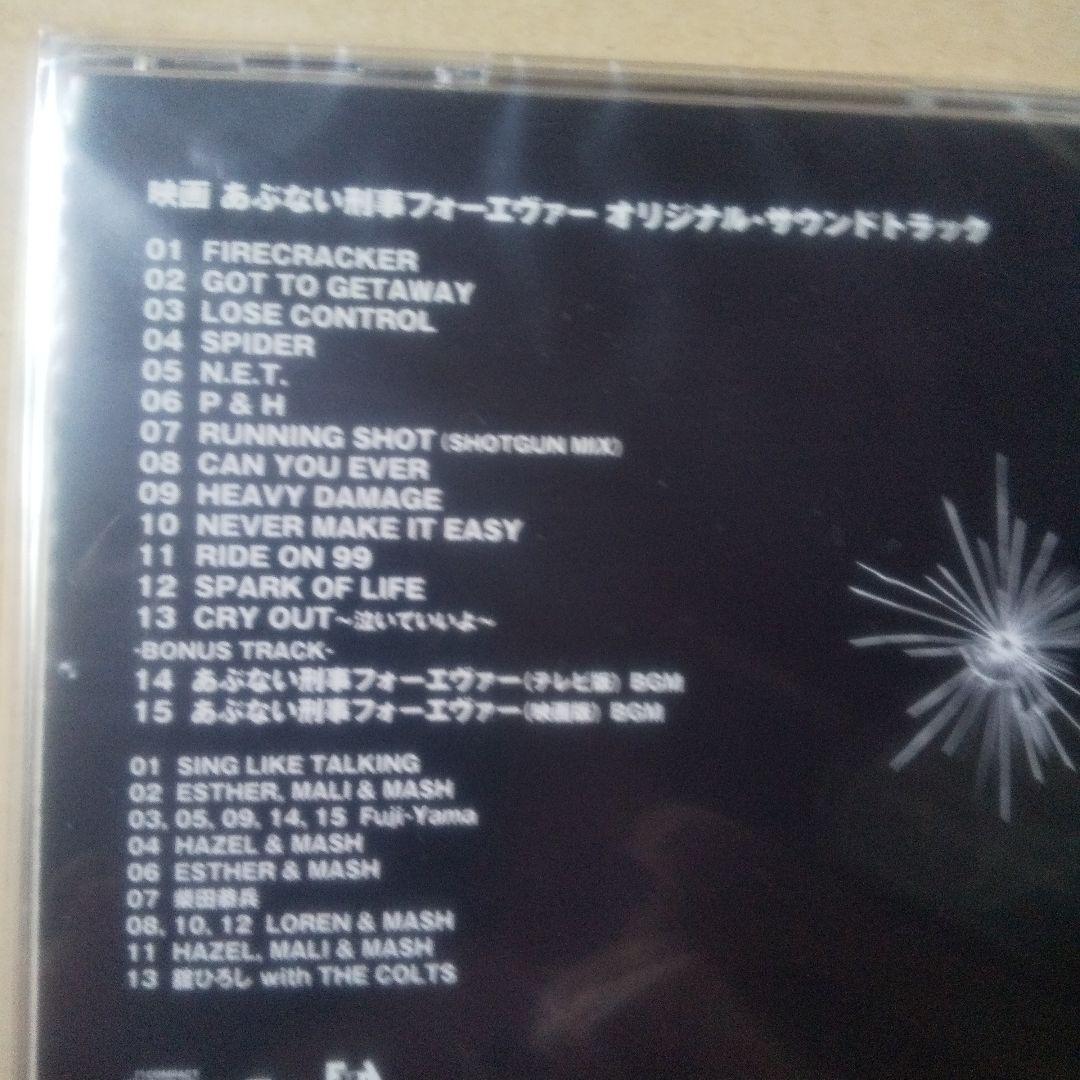 映画 あぶない刑事フォーエヴァー オリジナル・サウンドトラック
01 FIRECRACKER
02 GOT TO GETAWAY
03 LOSE CONTROL
04 SPIDER
05 N.E.T.
06 P & H
07 RUNNING SHOT (SHOTGUN MIX)
08 CAN YOU EVER
09 HEAVY DAMAGE
10 NEVER MAKE IT EASY
11 RIDE ON 99
12 SPARK OF LIFE
13 CRY OUT~泣いていいよ~
-BONUS TRACK-
14 あぶない刑事フォーエヴァー(テレビ版) BGM
15 あぶない刑事フォーエヴァー(映画版) BGM
01 SING LIKE TALKING
02 ESTHER, MALI & MASH
03, 05, 09, 14, 15 Fuji-Yama
04 HAZEL & MASH
06 ESTHER & MASH
07 柴田恭兵
08, 10, 12 LOREN & MASH
11 HAZEL, MALI & MASH
13 舘ひろし with THE COLTS
COMPACT